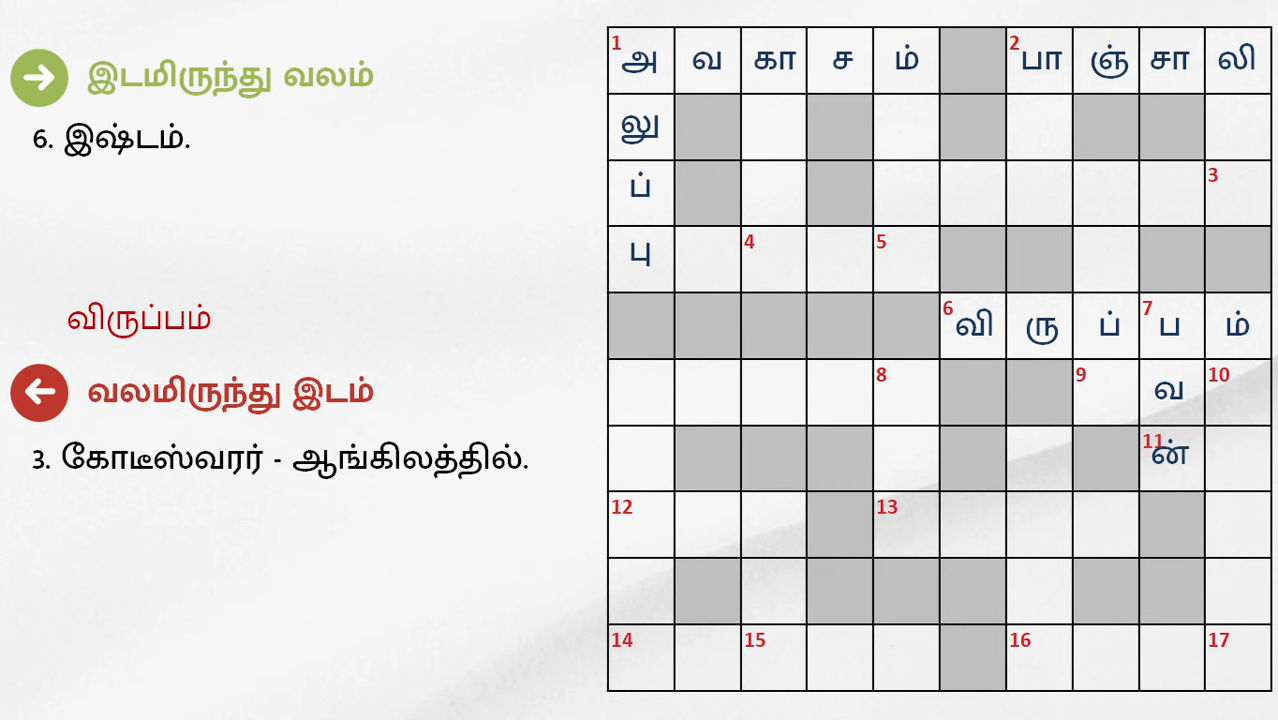 இடமிருந்து வலம்
6. இஷ்டம்.
விருப்பம்
வலமிருந்து இடம்
3. கோடீஸ்வரர் - ஆங்கிலத்தில்.
1 அ வ கா ச ம் 2 பா ஞ் சா லி
லு
ப் 3
பு 4 5
6 வி ரு ப் 7 ப ம்
8 9 வ 10
11 ன்
12 13
14 15 16 17